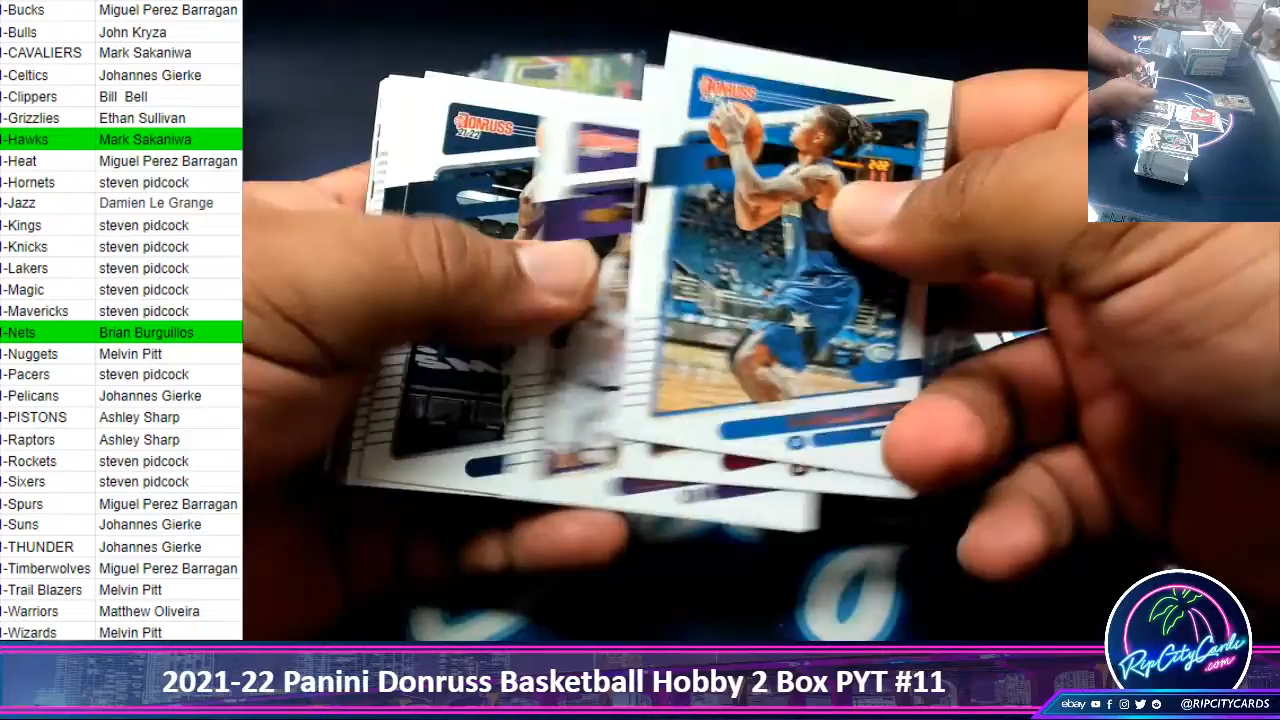 I-Bucks Miguel Perez Barragan
I-Bulls John Kryza
I-CAVALIERS Mark Sakaniwa
I-Celtics Johannes Gierke
I-Clippers Bill Bell
I-Grizzlies Ethan Sullivan
I-Hawks Mark Sakaniwa
I-Heat Miguel Perez Barragan
I-Hornets steven pidcock
I-Jazz Damien Le Grange
I-Kings steven pidcock
I-Knicks steven pidcock
I-Lakers steven pidcock
I-Magic steven pidcock
I-Mavericks steven pidcock
I-Nets Brian Burguillos
I-Nuggets Melvin Pitt
I-Pacers steven pidcock
I-Pelicans Johannes Gierke
I-PISTONS Ashley Sharp
I-Raptors Ashley Sharp
I-Rockets steven pidcock
I-Sixers steven pidcock
I-Spurs Miguel Perez Barragan
I-Suns Johannes Gierke
I-THUNDER Johannes Gierke
I-Timberwolves Miguel Perez Barragan
I-Trail Blazers Melvin Pitt
I-Warriors Matthew Oliveira
I-Wizards Melvin Pitt
DONRUSS
21/22
DONRUSS
RipCityCards
.com
2021-22 Panini Donruss Basketball Hobby 2 Box PYT #11
ebay @RIPCITYCARDS